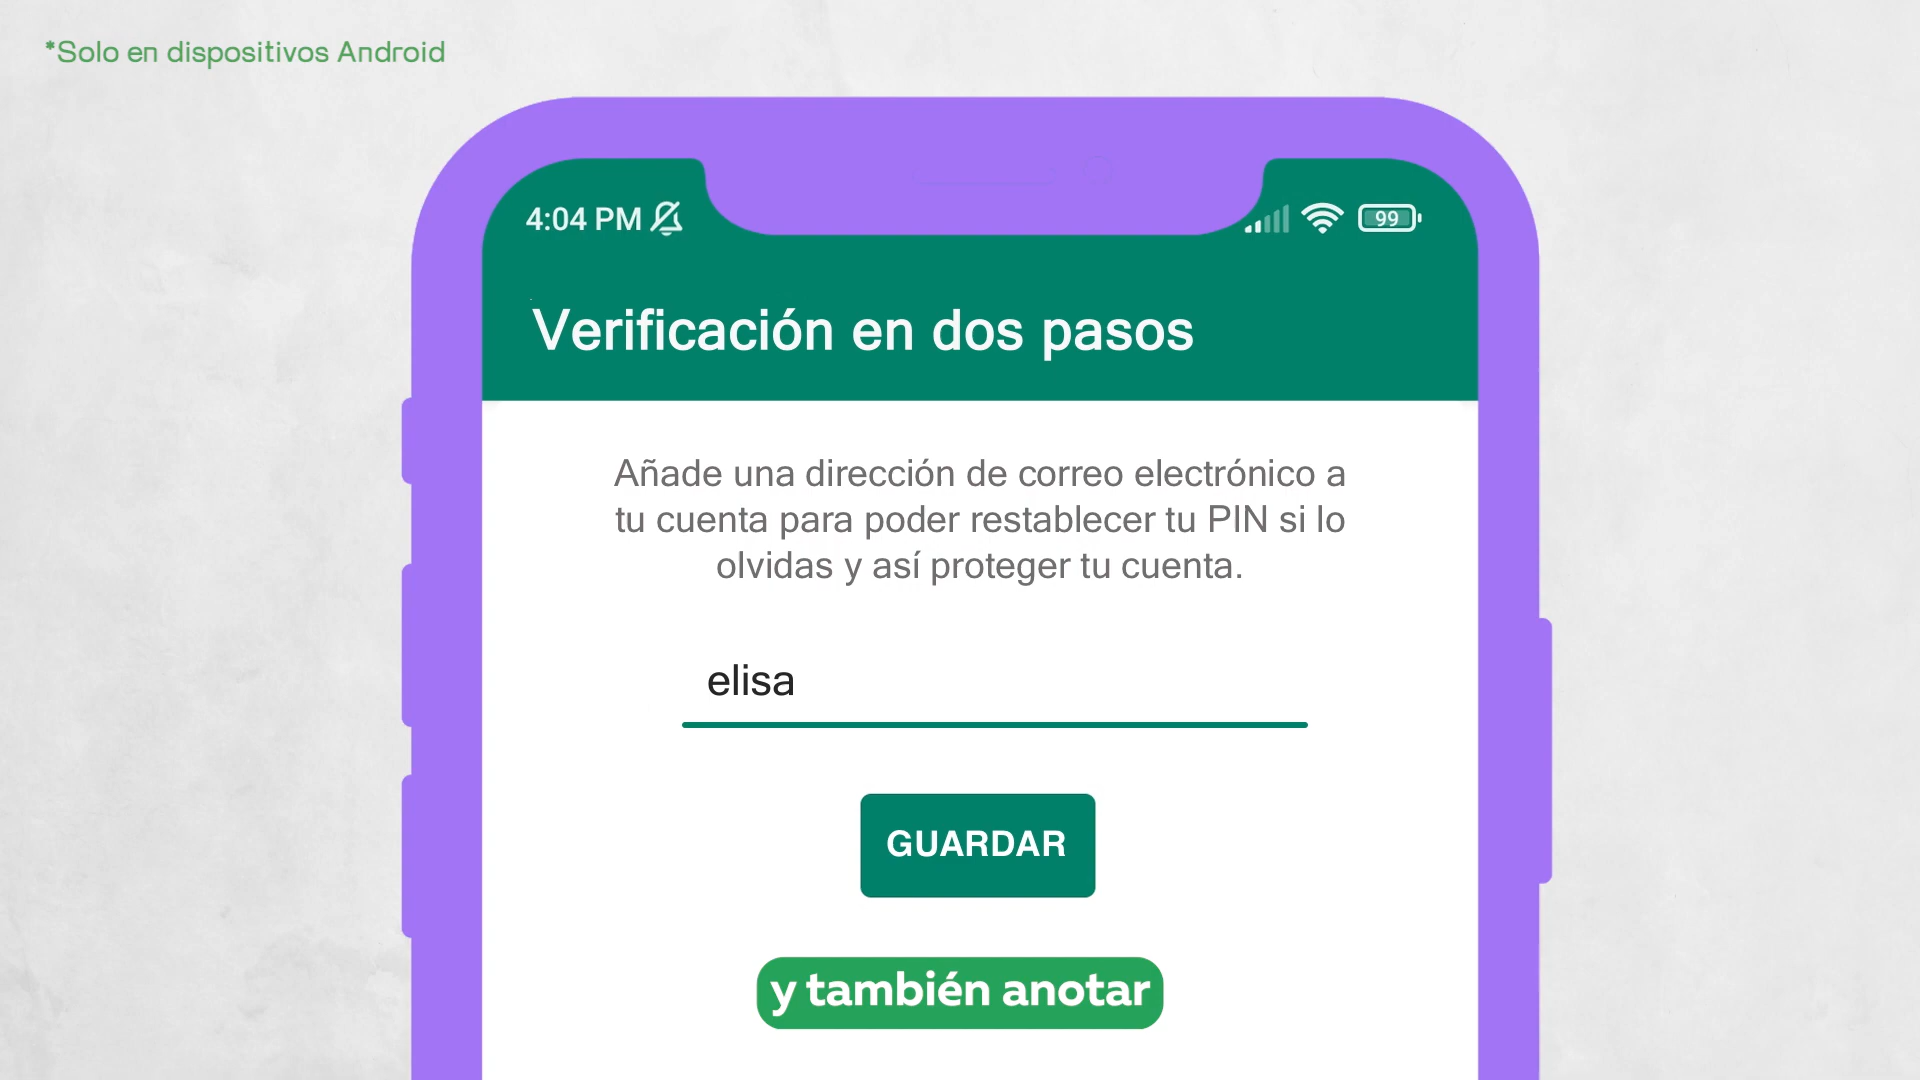 *Solo en dispositivos Android
4:04 PM
99
Verificación en dos pasos
Añade una dirección de correo electrónico a
tu cuenta para poder restablecer tu PIN si lo
olvidas y así proteger tu cuenta.
elisa
GUARDAR
y también anotar